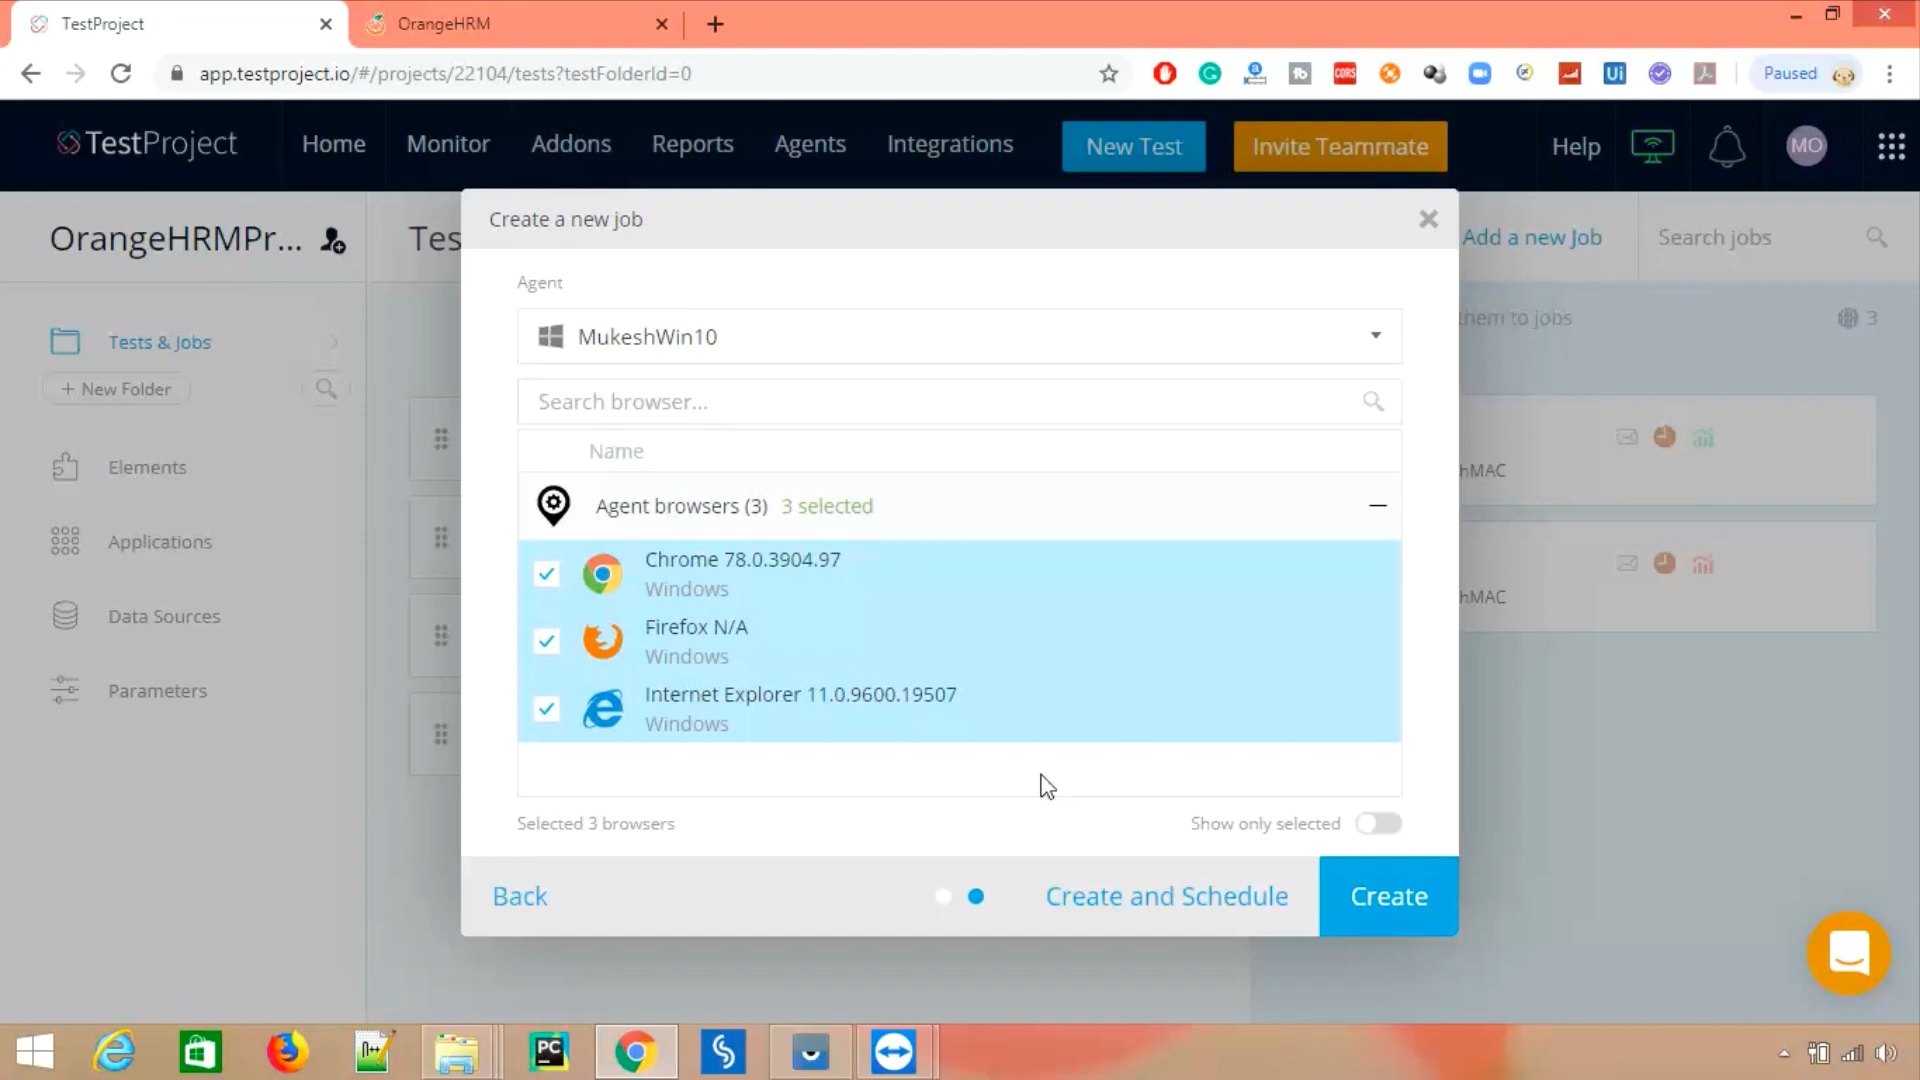 TestProject
OrangeHRM
app.testproject.io/#/projects/22104/tests?testFolderId=0
CORS
Ui
Paused
TestProject
Home
Monitor
Addons
Reports
Agents
Integrations
New Test
Invite Teammate
Help
MO
OrangeHRMPr...
Tes
Create a new job
Add a new Job
Search jobs
Agent
MukeshWin10
them to jobs
3
Tests & Jobs
+ New Folder
Search browser...
Name
Agent browsers (3) 3 selected
Chrome 78.0.3904.97
Windows
Firefox N/A
Windows
Internet Explorer 11.0.9600.19507
Windows
hMAC
hMAC
Elements
Applications
Data Sources
Parameters
Selected 3 browsers
Show only selected
Back
Create and Schedule
Create
PC